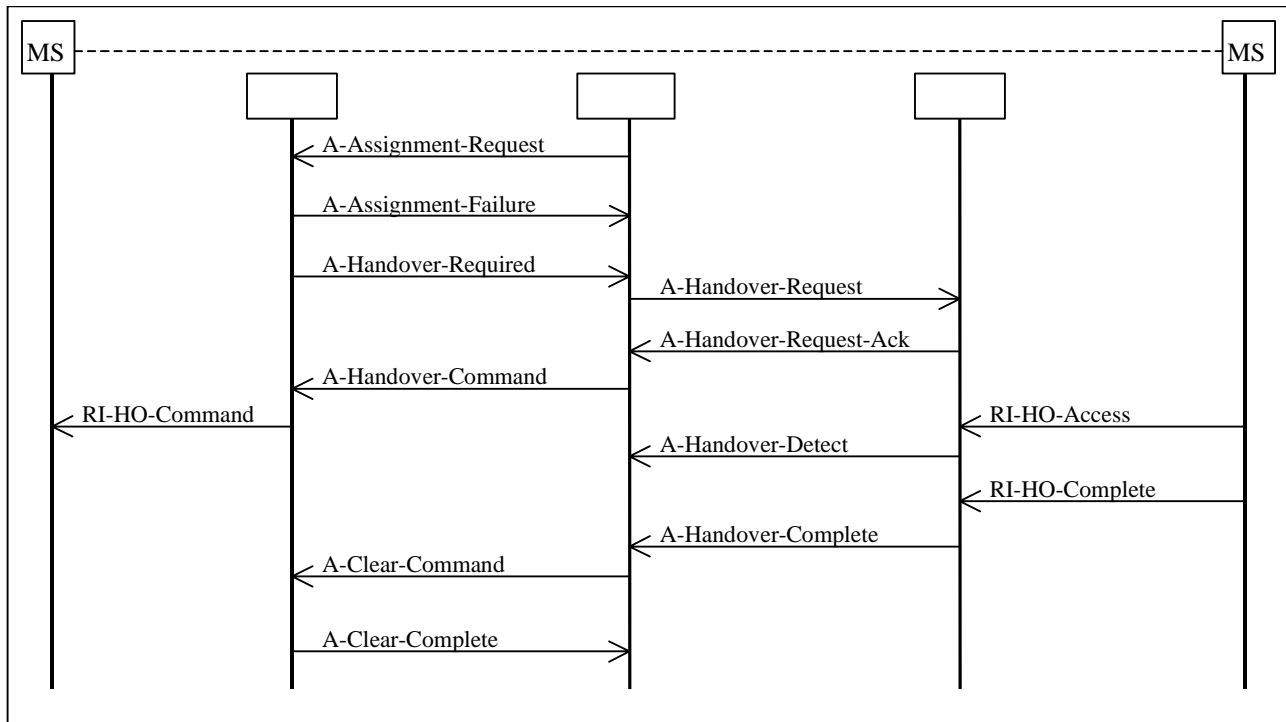 MS MS
A-Assignment-Request
A-Assignment-Failure
A-Handover-Required
A-Handover-Request
A-Handover-Request-Ack
A-Handover-Command
RI-HO-Command RI-HO-Access
A-Handover-Detect
RI-HO-Complete
A-Handover-Complete
A-Clear-Command
A-Clear-Complete